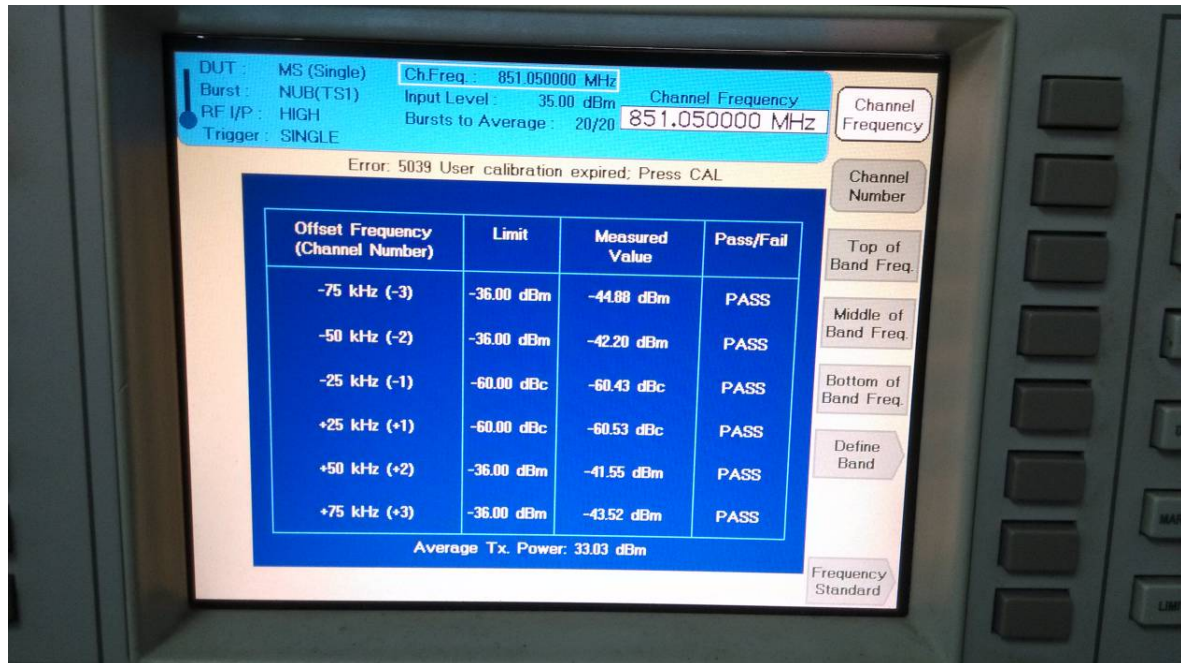 DUT : MS (Single)
Burst : NUB(TS1)
RF I/P : HIGH
Trigger : SINGLE
Ch.Freq. : 851.050000 MHz
Input Level : 35.00 dBm
Bursts to Average : 20/20
Channel Frequency
851.050000 MHz
Error: 5039 User calibration expired; Press CAL
Offset Frequency (Channel Number) Limit Measured Value Pass/Fail
-75 kHz (-3) -36.00 dBm -44.88 dBm PASS
-50 kHz (-2) -36.00 dBm -42.20 dBm PASS
-25 kHz (-1) -60.00 dBc -60.43 dBc PASS
+25 kHz (+1) -60.00 dBc -60.53 dBc PASS
+50 kHz (+2) -36.00 dBm -41.55 dBm PASS
+75 kHz (+3) -36.00 dBm -43.52 dBm PASS
Average Tx. Power: 33.03 dBm
Channel
Frequency
Channel
Number
Top of
Band Freq.
Middle of
Band Freq.
Bottom of
Band Freq.
Define
Band
Frequency
Standard